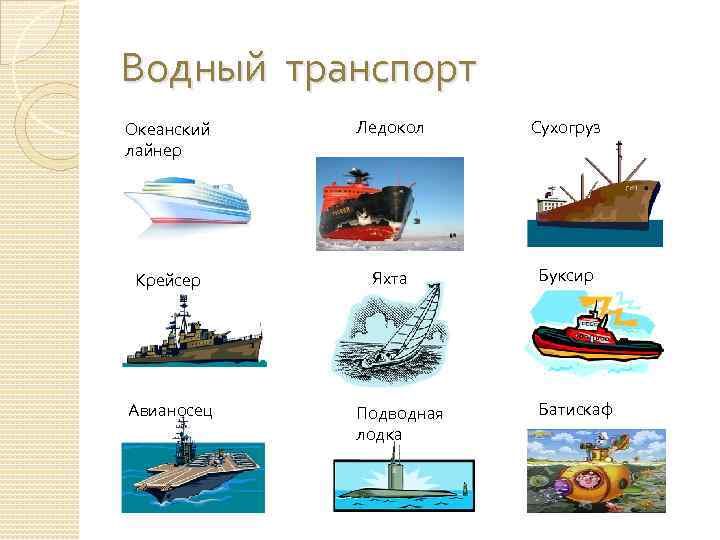 Водный транспорт
Океанский
лайнер
Ледокол
Сухогруз
Крейсер
Яхта
Буксир
Авианосец
Подводная
лодка
Батискаф